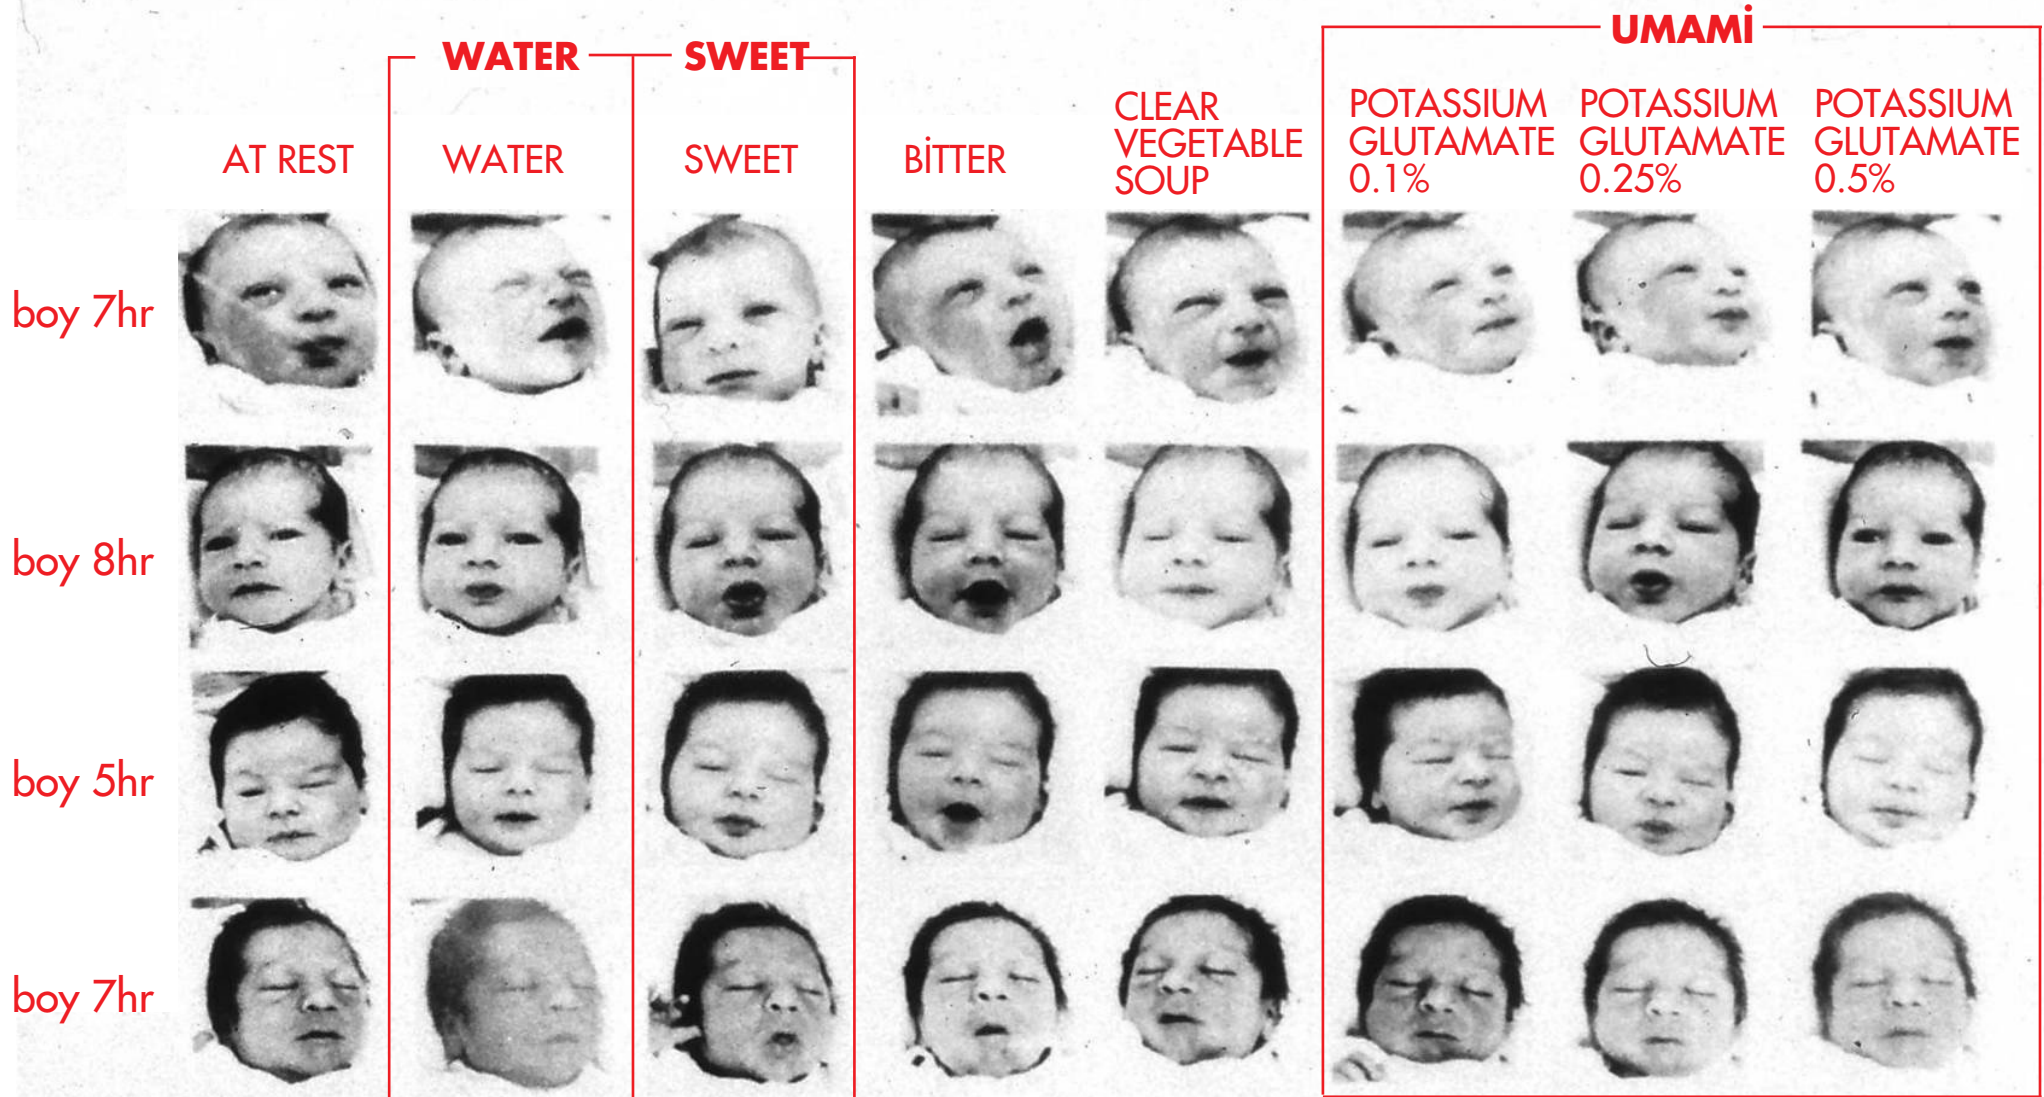 WATER
SWEET
UMAMİ
AT REST
WATER
SWEET
BİTTER
CLEAR
VEGETABLE
SOUP
POTASSIUM
GLUTAMATE
0.1%
POTASSIUM
GLUTAMATE
0.25%
POTASSIUM
GLUTAMATE
0.5%
boy 7hr
boy 8hr
boy 5hr
boy 7hr